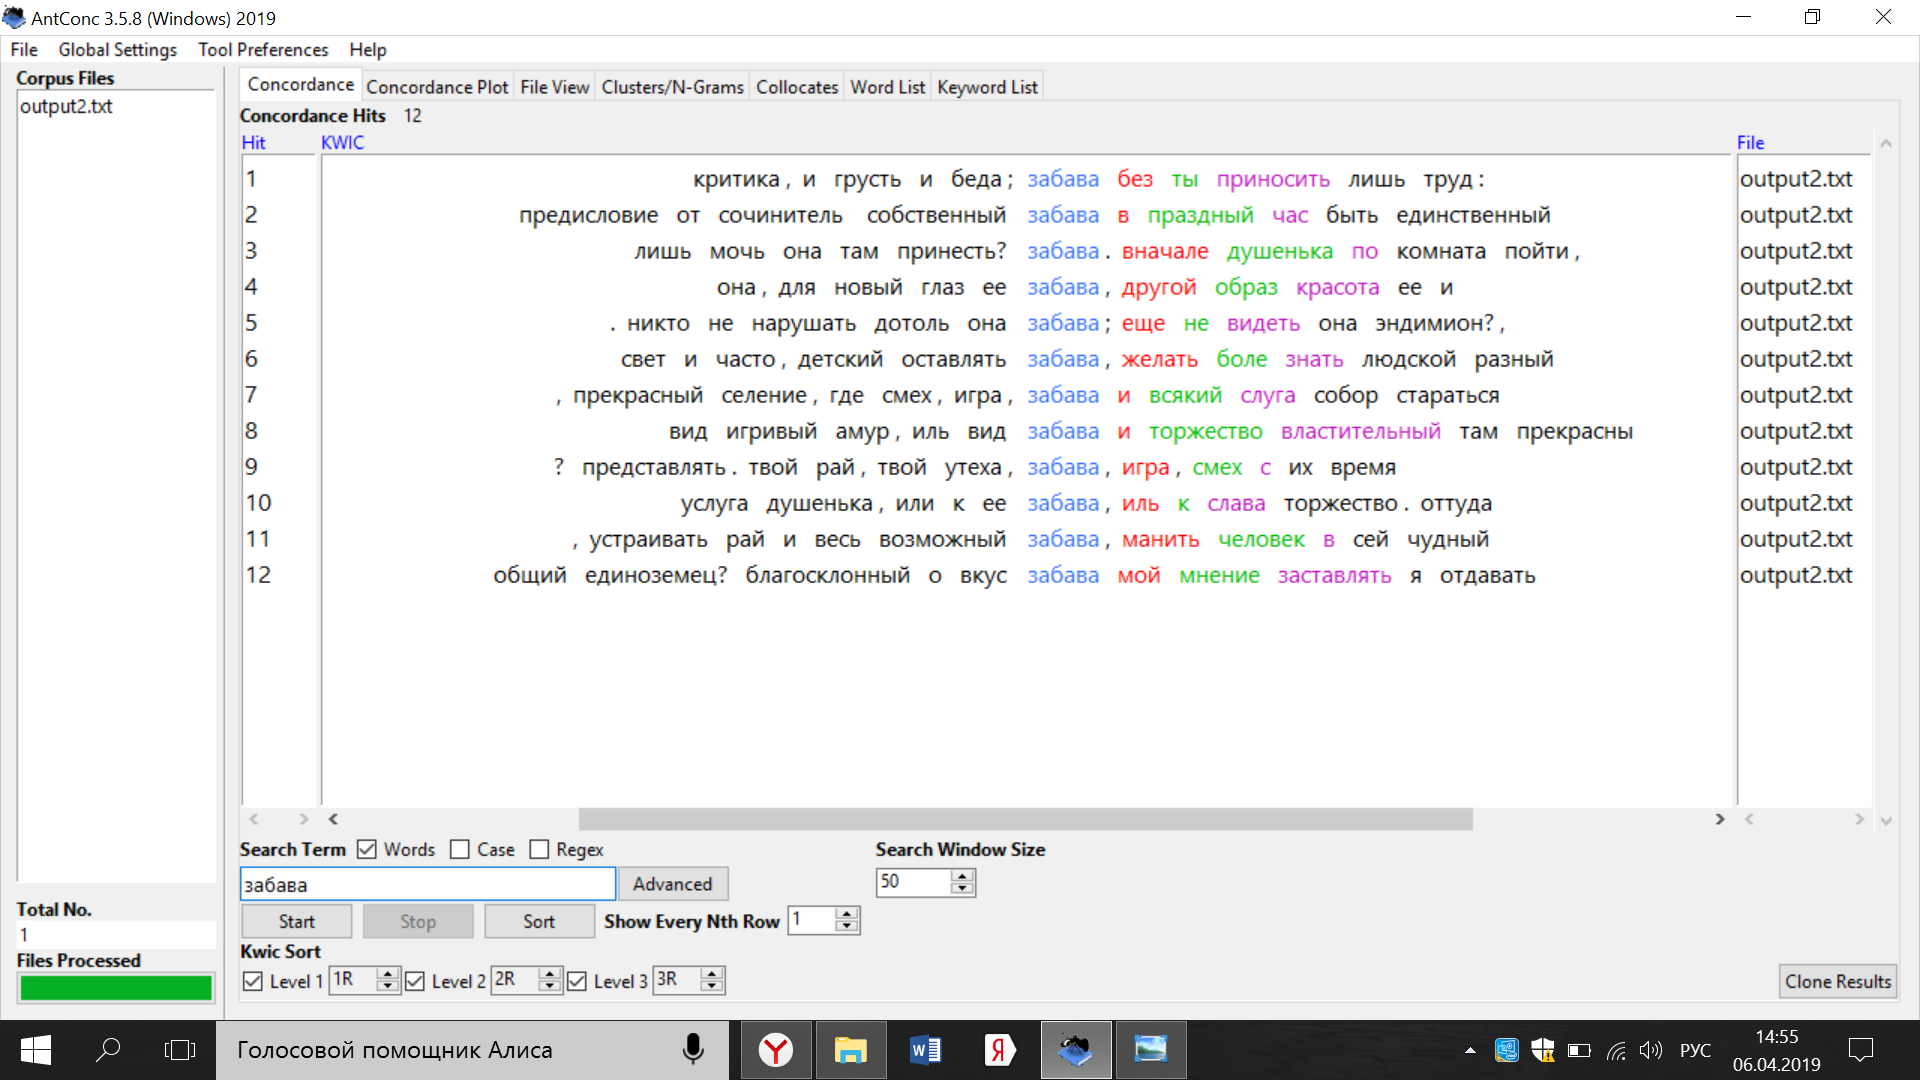 AntConc 3.5.8 (Windows) 2019
File Global Settings Tool Preferences Help
Corpus Files
output2.txt
Concordance Concordance Plot File View Clusters/N-Grams Collocates Word List Keyword List
Concordance Hits 12
Hit KWIC File
1 критика, и грусть и беда; забава без ты приносить лишь труд: output2.txt
2 предисловие от сочинитель собственный забава в праздный час быть единственный output2.txt
3 лишь мочь она там принесть? забава. вначале душенька по комната пойти, output2.txt
4 она, для новый глаз ее забава, другой образ красота ее и output2.txt
5 . никто не нарушать дотоль она забава; еще не видеть она эндимион?, output2.txt
6 свет и часто, детский оставлять забава, желать боле знать людской разный output2.txt
7 , прекрасный селение, где смех, игра, забава и всякий слуга собор стараться output2.txt
8 вид игривый амур, иль вид забава и торжество властительный там прекрасны output2.txt
9 ? представлять. твой рай, твой утеха, забава, игра, смех с их время output2.txt
10 услуга душенька, или к ее забава, иль к слава торжество. оттуда output2.txt
11 , устраивать рай и весь возможный забава, манить человек в сей чудный output2.txt
12 общий единоземец? благосклонный о вкус забава мой мнение заставлять я отдавать output2.txt
Search Term Words Case Regex Search Window Size
забава Advanced 50
Start Stop Sort Show Every Nth Row 1
Kwic Sort
Level 1 1R Level 2 2R Level 3 3R Clone Results
Total No.
1
Files Processed
Голосовой помощник Алиса
РУС
14:55
06.04.2019